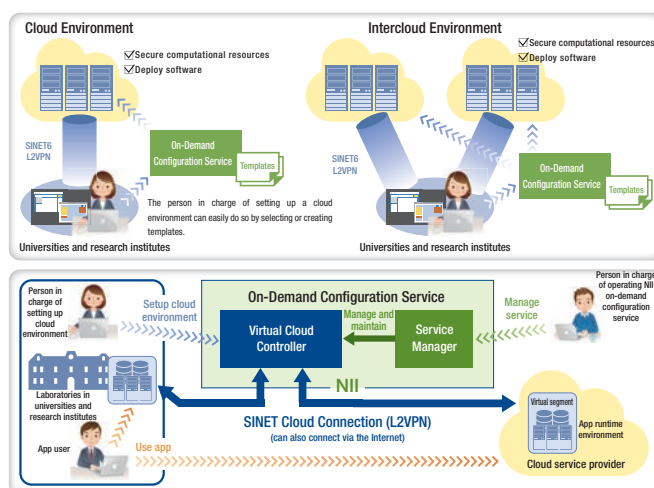 Cloud Environment
Secure computational resources
Deploy software
SINET6
L2VPN
On-Demand
Configuration Service
Templates
The person in charge of setting up a cloud
environment can easily do so by selecting or creating
templates.
Universities and research institutes
Intercloud Environment
Secure computational resources
Deploy software
SINET6
L2VPN
On-Demand
Configuration Service
Templates
Universities and research institutes
On-Demand Configuration Service
Person in
charge of
setting up
cloud
environment
Setup cloud
environment
Virtual Cloud
Controller
Manage and
maintain
Service
Manager
Manage
service
Person in charge
of operating NII
on-demand
configuration
service
NII
Laboratories in
universities and
research institutes
SINET Cloud Connection (L2VPN)
(can also connect via the Internet)
Virtual segment
App runtime
environment
Cloud service provider
App user
Use app